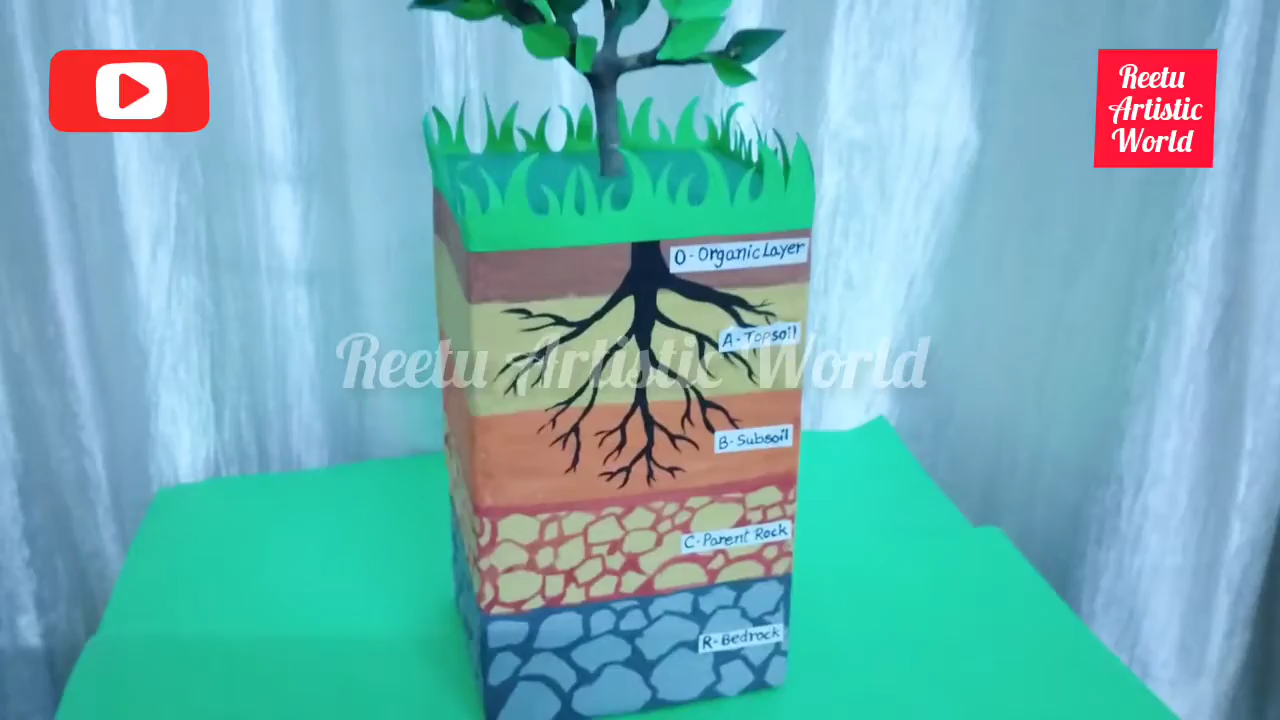 Reetu
Artistic
World
O-Organic Layer
A-Topsoil
Reetu Artistic World
B-Subsoil
C-Parent Rock
R-Bedrock